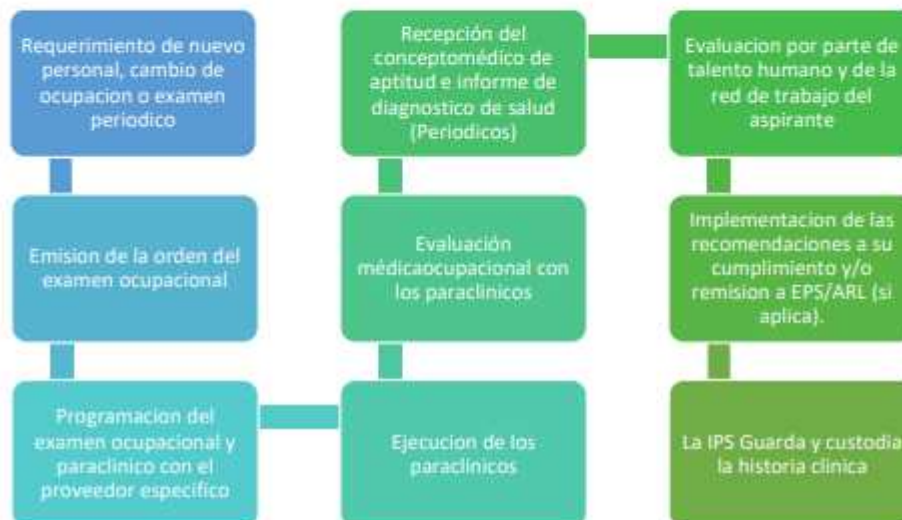 Requerimiento de nuevo
personal, cambio de
ocupacion o examen
periodico
Emision de la orden del
examen ocupacional
Programacion del
examen ocupacional y
paraclinico con el
proveedor especifico
Ejecucion de los
paraclínicos
Evaluación
médicaocupacional con
los paraclinicos
Recepción del
conceptomédico de
aptitud e informe de
diagnostico de salud
(Periodicos)
Evaluacion por parte de
talento humano y de la
red de trabajo del
aspirante
Implementacion de las
recomendaciones a su
cumplimiento y/o
remision a EPS/ARL (si
aplica).
La IPS Guarda y custodia
la historia clinica